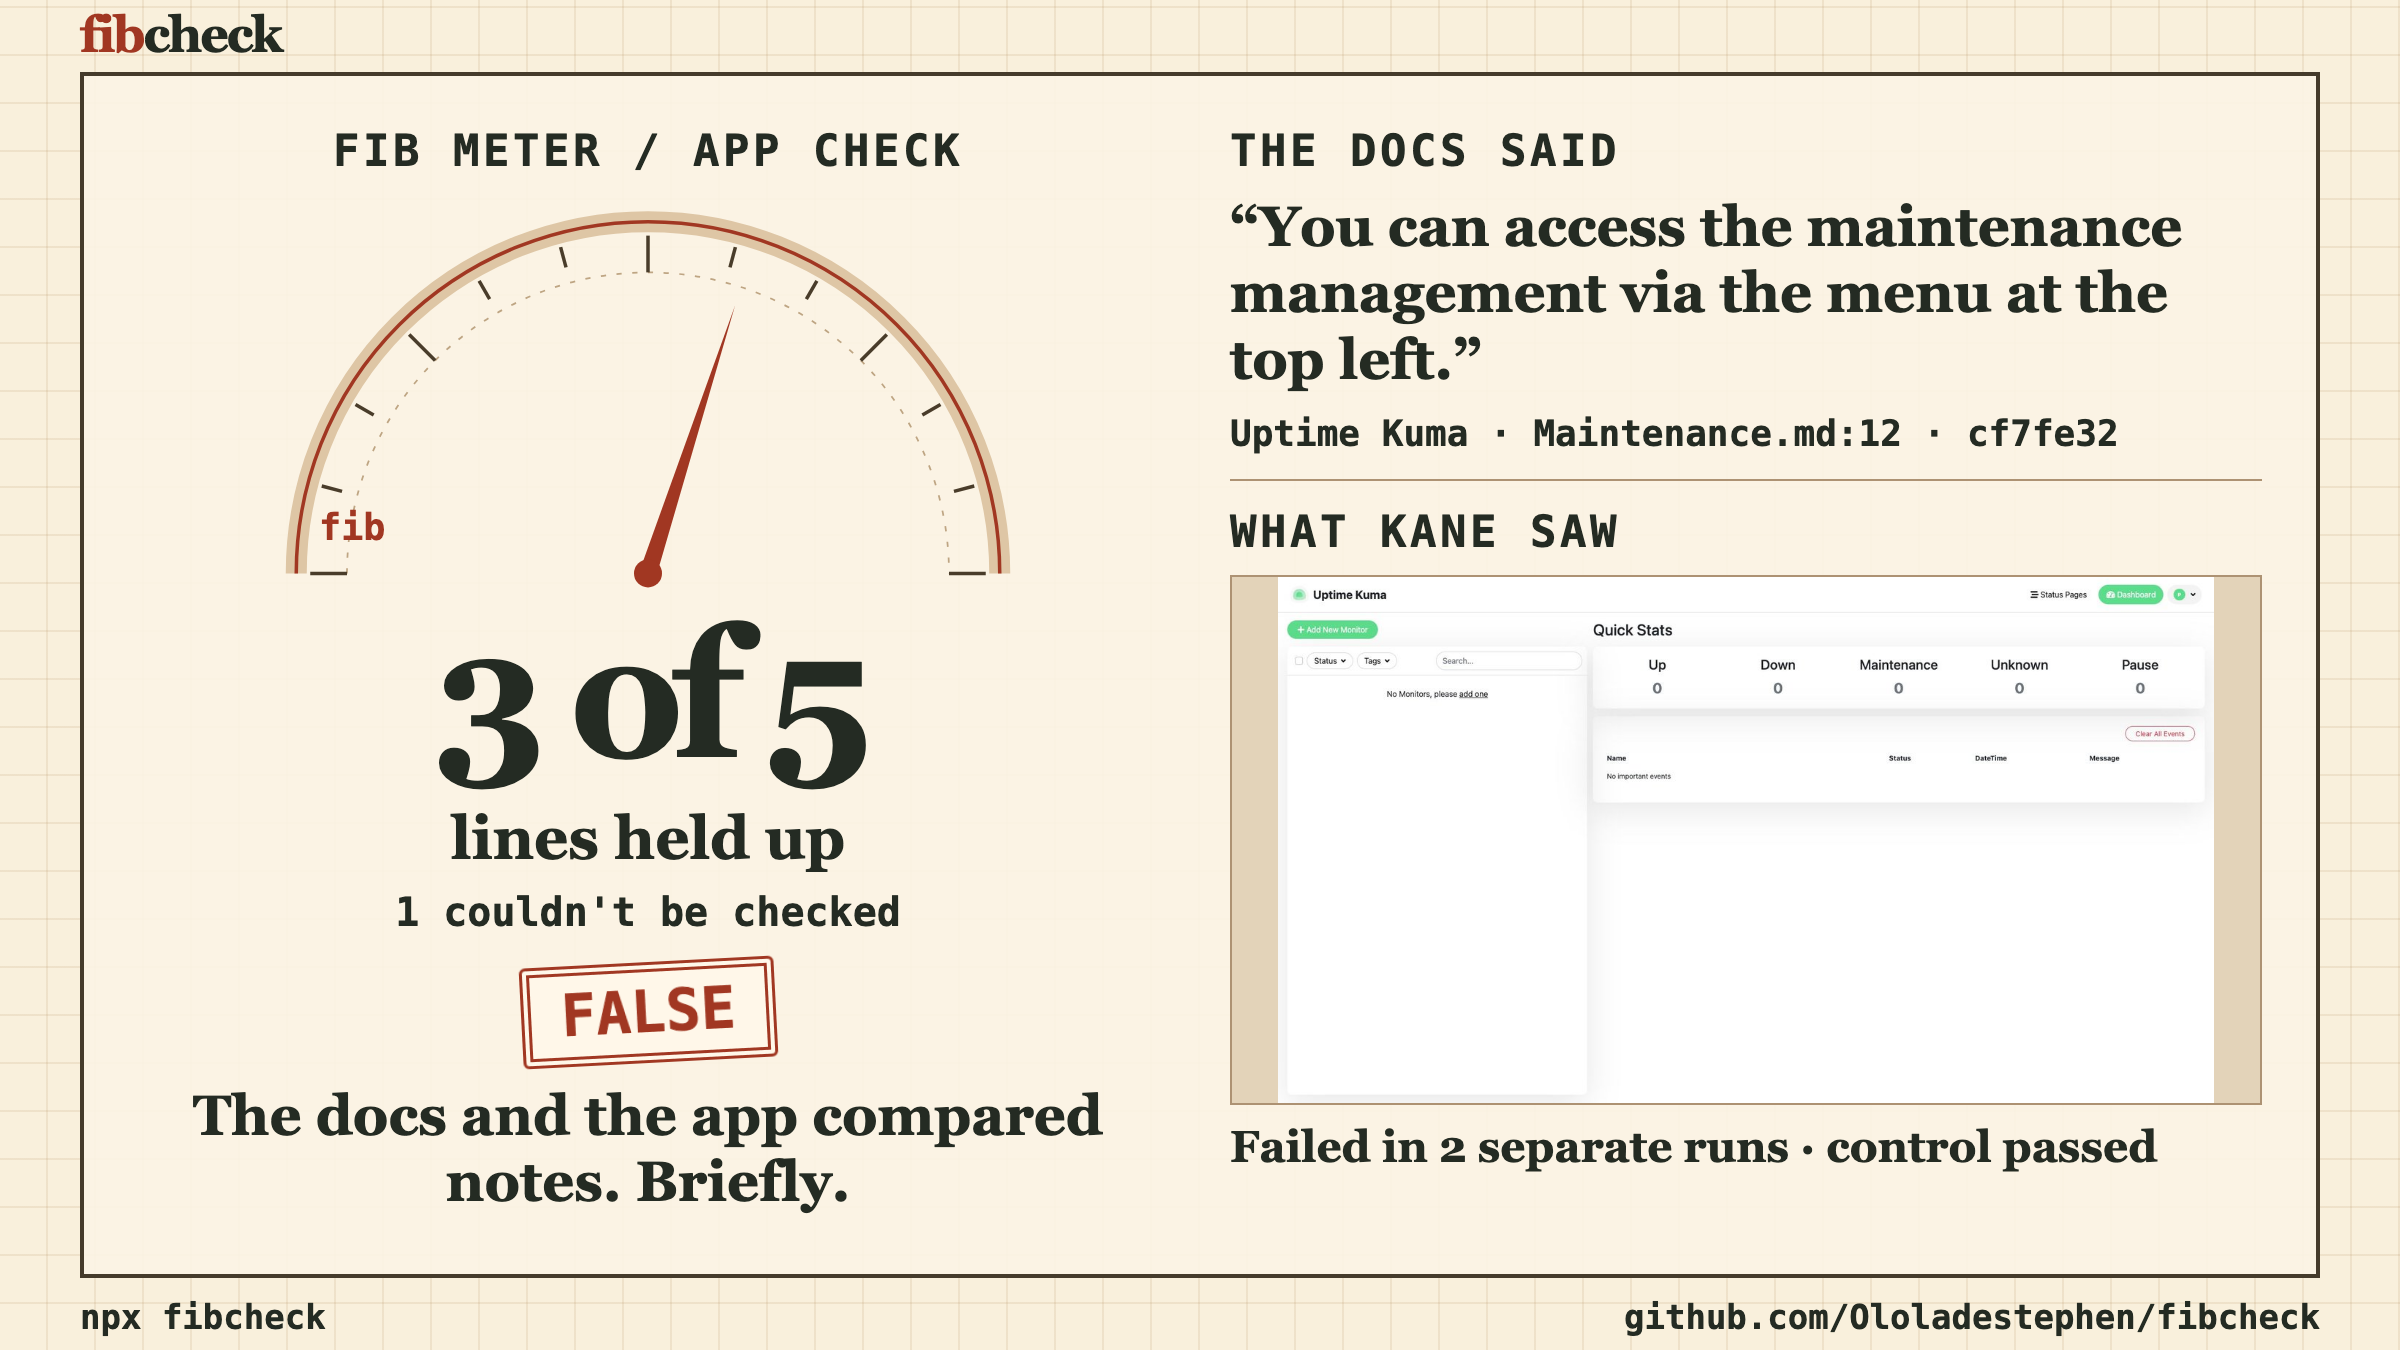 fibcheck
FIB METER / APP CHECK
fib
3 of 5
lines held up
1 couldn't be checked
FALSE
The docs and the app compared
notes. Briefly.
THE DOCS SAID
“You can access the maintenance
management via the menu at the
top left.”
Uptime Kuma · Maintenance.md:12 · cf7fe32
WHAT KANE SAW
Uptime Kuma
Status Pages
Dashboard
+ Add New Monitor
Status
Tags
Search...
No Monitors, please add one
Quick Stats
Up Down Maintenance Unknown Pause
0 0 0 0 0
Clear All Events
Name Status DateTime Message
No important events
Failed in 2 separate runs · control passed
npx fibcheck
github.com/Ololadestephen/fibcheck